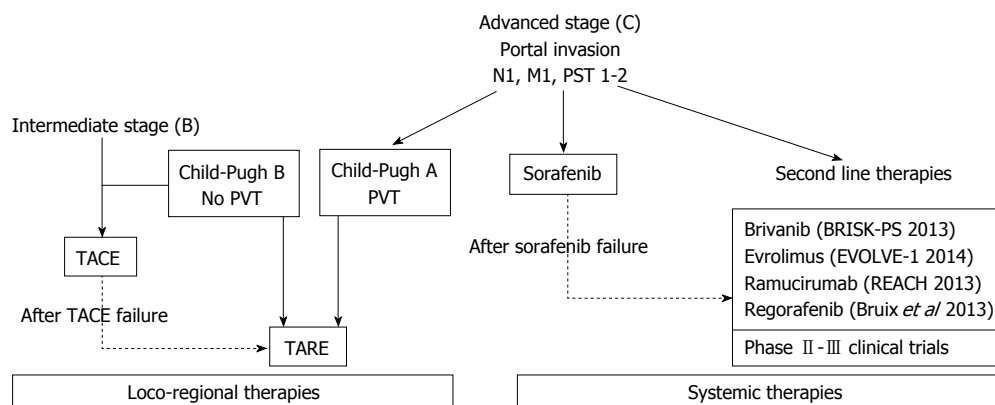 Advanced stage (C)
Portal invasion
N1, M1, PST 1-2
Intermediate stage (B)
Child-Pugh B
No PVT
Child-Pugh A
PVT
Sorafenib
Second line therapies
TACE
After TACE failure
TARE
After sorafenib failure
Brivanib (BRISK-PS 2013)
Evrolimus (EVOLVE-1 2014)
Ramucirumab (REACH 2013)
Regorafenib (Bruix et al 2013)
Phase Ⅱ-Ⅲ clinical trials
Loco-regional therapies
Systemic therapies